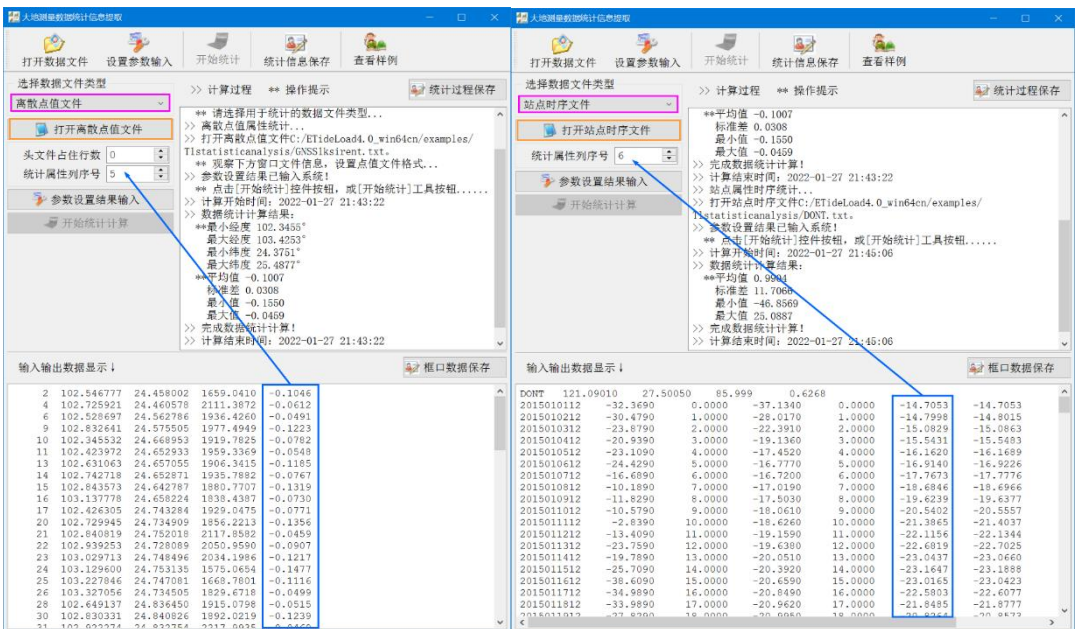 大地测量数据统计信息提取
打开数据文件 设置参数输入 开始统计 统计信息保存 查看样例
选择数据文件类型
离散点值文件
打开离散点值文件
头文件占住行数 0
统计属性列序号 5
参数设置结果输入
开始统计计算
>> 计算过程 ** 操作提示
统计过程保存
** 请选择用于统计的数据文件类型...
>> 离散点值属性统计...
>> 打开离散点值文件C:/ETideLoad4.0_win64cn/examples/
Tlstatisticanalysis/GNSSlksirent.txt。
** 观察下方窗口文件信息，设置点值文件格式...
>> 参数设置结果已输入系统！
** 点击[开始统计]控件按钮，或[开始统计]工具按钮......
>> 计算开始时间：2022-01-27 21:43:22
>> 数据统计计算结果：
**最小经度 102.3455°
最大经度 103.4253°
最小纬度 24.3751°
最大纬度 25.4877°
**平均值 -0.1007
标准差 0.0308
最小值 -0.1550
最大值 -0.0459
>> 完成数据统计计算！
>> 计算结束时间：2022-01-27 21:43:22
输入输出数据显示↓
框口数据保存
2 102.546777 24.458002 1659.0410 -0.1046
4 102.725921 24.460578 2111.3872 -0.0612
6 102.528697 24.562786 1936.4260 -0.0491
9 102.832641 24.575505 1977.4949 -0.1223
10 102.345532 24.668953 1919.7825 -0.0782
11 102.423972 24.652933 1959.3369 -0.0548
13 102.631063 24.657055 1906.3415 -0.1185
14 102.742718 24.652871 1935.7882 -0.0767
15 102.843573 24.642787 1880.7707 -0.1319
16 103.137778 24.658224 1838.4387 -0.0730
17 102.426305 24.743284 1929.0475 -0.0771
20 102.729945 24.734909 1856.2213 -0.1356
21 102.840819 24.752018 2117.8582 -0.0459
22 102.939253 24.728089 2050.9590 -0.0907
23 103.029713 24.748496 2034.1986 -0.1217
24 103.129600 24.753135 1575.0654 -0.1477
25 103.227846 24.747081 1668.7801 -0.1116
26 103.327056 24.734505 1829.6718 -0.0499
28 102.649137 24.836450 1915.0798 -0.0515
30 102.830331 24.840826 1892.0219 -0.1239
大地测量数据统计信息提取
打开数据文件 设置参数输入 开始统计 统计信息保存 查看样例
选择数据文件类型
站点时序文件
打开站点时序文件
统计属性列序号 6
参数设置结果输入
开始统计计算
>> 计算过程 ** 操作提示
统计过程保存
**平均值 -0.1007
标准差 0.0308
最小值 -0.1550
最大值 -0.0459
>> 完成数据统计计算！
>> 计算结束时间：2022-01-27 21:43:22
>> 站点属性时序统计...
>> 打开站点时序文件C:/ETideLoad4.0_win64cn/examples/
Tlstatisticanalysis/DONT.txt。
>> 参数设置结果已输入系统！
** 点击[开始统计]控件按钮，或[开始统计]工具按钮......
>> 计算开始时间：2022-01-27 21:45:06
>> 数据统计计算结果：
**平均值 0.9904
标准差 11.7066
最小值 -46.8569
最大值 25.0887
>> 完成数据统计计算！
>> 计算结束时间：2022-01-27 21:45:06
输入输出数据显示↓
框口数据保存
DONT 121.09010 27.50050 85.999 0.6268
2015010112 -32.3690 0.0000 -37.1340 0.0000 -14.7053 -14.7053
2015010212 -30.4790 1.0000 -28.0170 1.0000 -14.7998 -14.8015
2015010312 -23.8790 2.0000 -22.3910 2.0000 -15.0829 -15.0863
2015010412 -20.9390 3.0000 -19.1360 3.0000 -15.5431 -15.5483
2015010512 -23.1090 4.0000 -17.4520 4.0000 -16.1620 -16.1689
2015010612 -24.4290 5.0000 -16.7770 5.0000 -16.9140 -16.9226
2015010712 -16.6890 6.0000 -16.7200 6.0000 -17.7673 -17.7776
2015010812 -10.1890 7.0000 -17.0190 7.0000 -18.6846 -18.6966
2015010912 -11.8290 8.0000 -17.5030 8.0000 -19.6239 -19.6377
2015011012 -10.5790 9.0000 -18.0610 9.0000 -20.5402 -20.5557
2015011112 -2.8390 10.0000 -18.6260 10.0000 -21.3865 -21.4037
2015011212 -13.4090 11.0000 -19.1590 11.0000 -22.1156 -22.1344
2015011312 -23.7590 12.0000 -19.6380 12.0000 -22.6819 -22.7025
2015011412 -19.7890 13.0000 -20.0510 13.0000 -23.0437 -23.0660
2015011512 -25.7090 14.0000 -20.3920 14.0000 -23.1647 -23.1888
2015011612 -38.6090 15.0000 -20.6590 15.0000 -23.0165 -23.0423
2015011712 -34.9890 16.0000 -20.8490 16.0000 -22.5803 -22.6077
2015011812 -33.9890 17.0000 -20.9620 17.0000 -21.8485 -21.8777